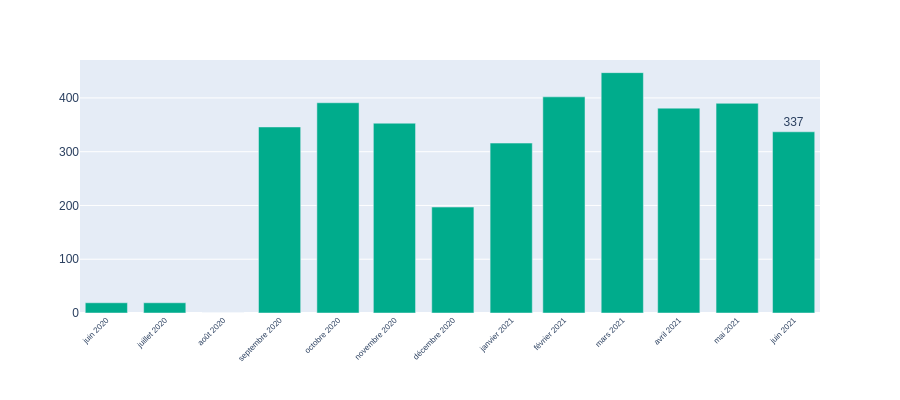 400
300
200
100
0
337
juin 2020
juillet 2020
août 2020
septembre 2020
octobre 2020
novembre 2020
décembre 2020
janvier 2021
février 2021
mars 2021
avril 2021
mai 2021
juin 2021